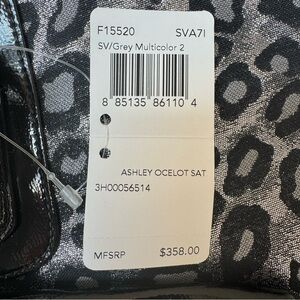 F15520 SVA7I
SV/Grey Multicolor 2
8 85135 86110 4
ASHLEY OCELOT SAT
3H00056514
MFSRP $358.00